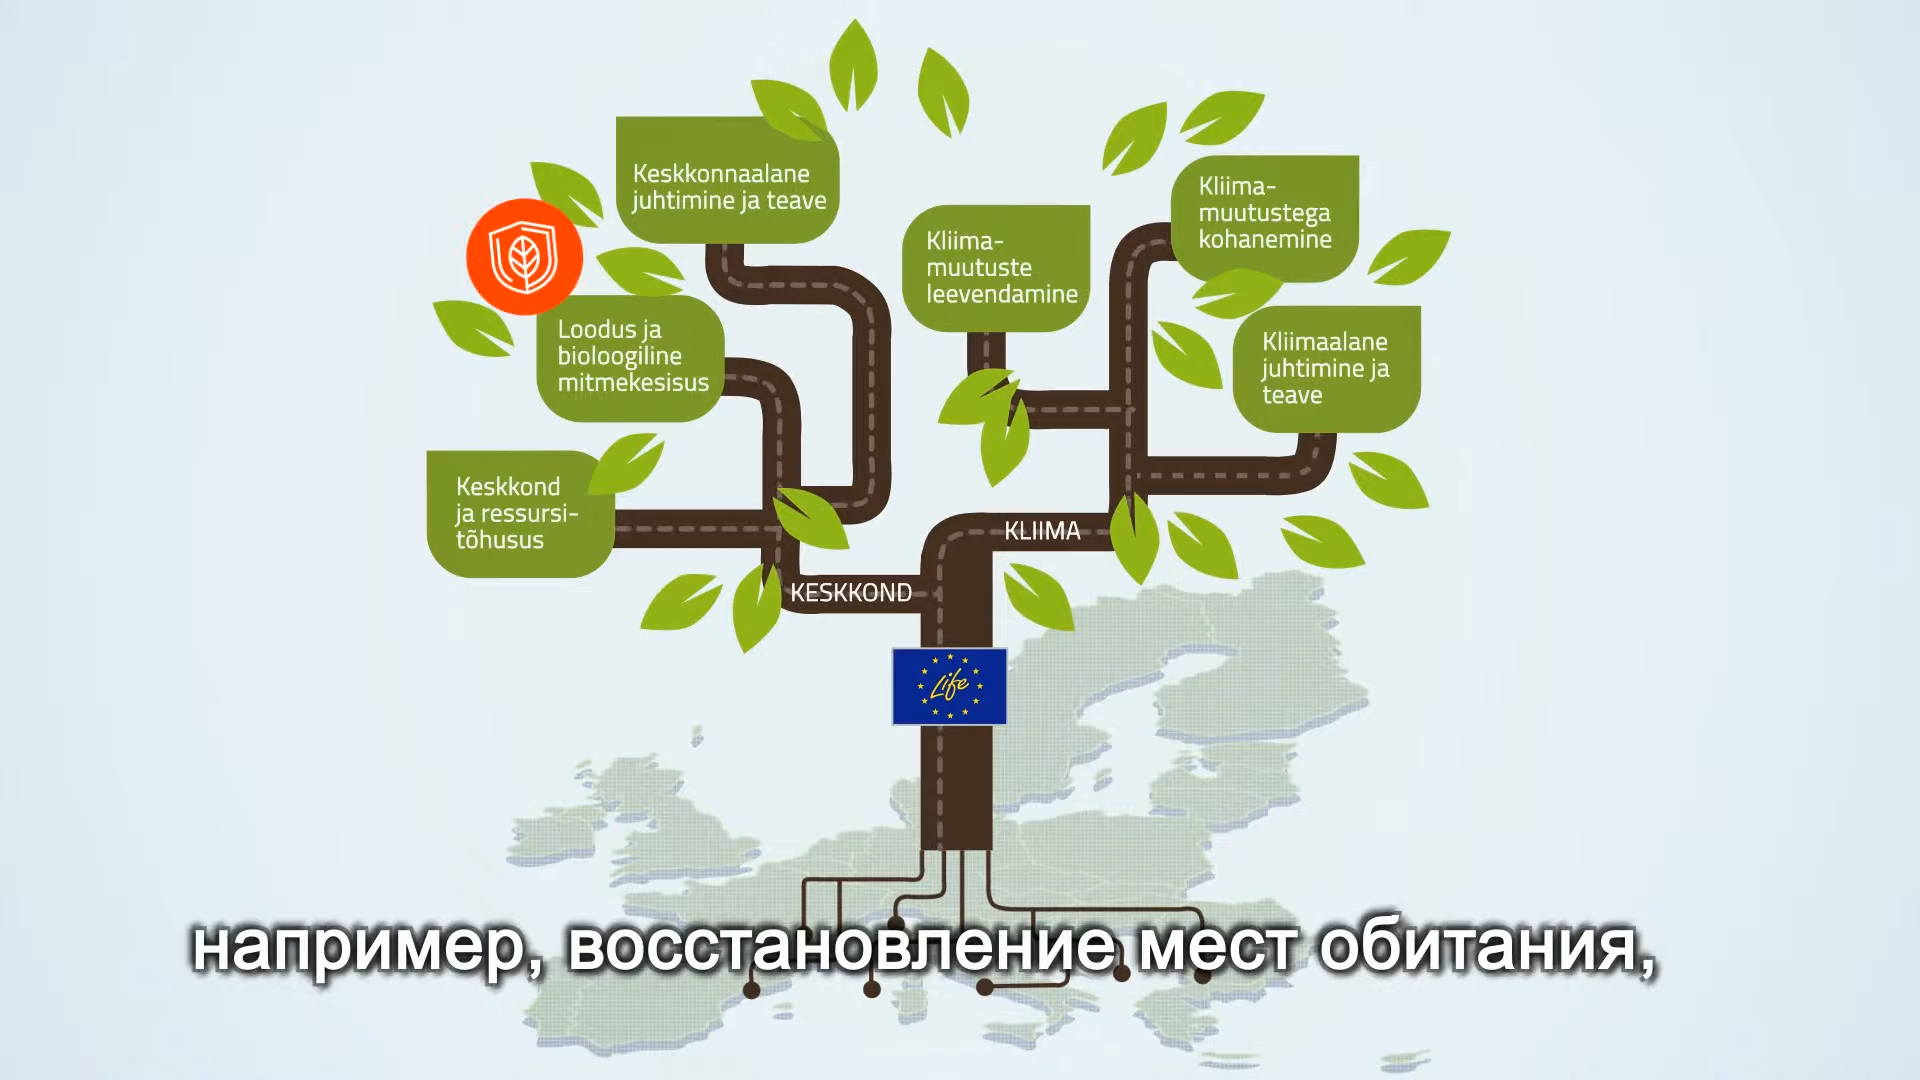 Keskkonnaalane
juhtimine ja teave
Kliima-
muutustega
kohanemine
Kliima-
muutuste
leevendamine
Loodus ja
bioloogiline
mitmekesisus
Kliimaalane
juhtimine ja
teave
Keskkond
ja ressursi-
tõhusus
KLIIMA
KESKKOND
Life
например, восстановление мест обитания,